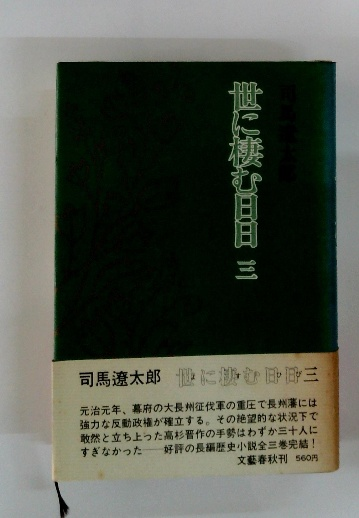 司馬遼太郎
世に棲む日日 三
司馬遼太郎 世に棲む日日 三
元治元年、幕府の大長州征伐軍の重圧で長州藩には
強力な反動政権が確立する。その絶望的な状況下で
敢然と立ち上った高杉晋作の手勢はわずか三十人に
すぎなかった──好評の長編歴史小説全三巻完結！
文藝春秋刊 560円